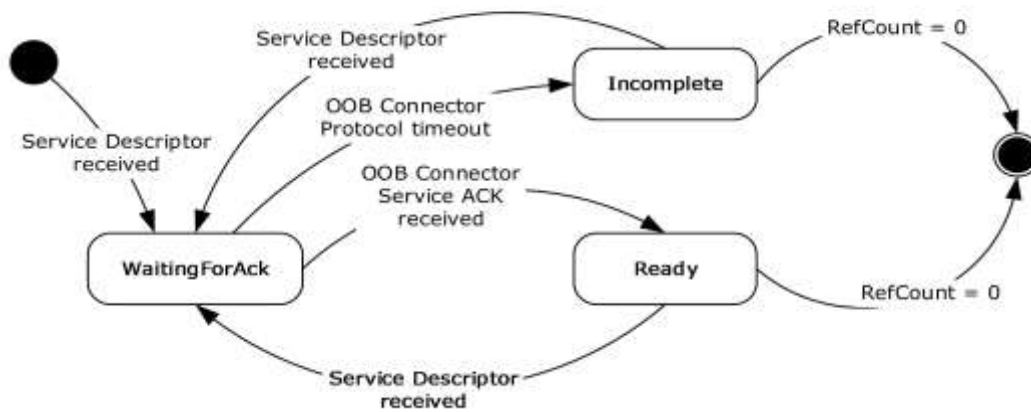 Service Descriptor
received
RefCount = 0
Incomplete
OOB Connector
Protocol timeout
Service Descriptor
received
OOB Connector
Service ACK
received
WaitingForAck
Ready
RefCount = 0
Service Descriptor
received